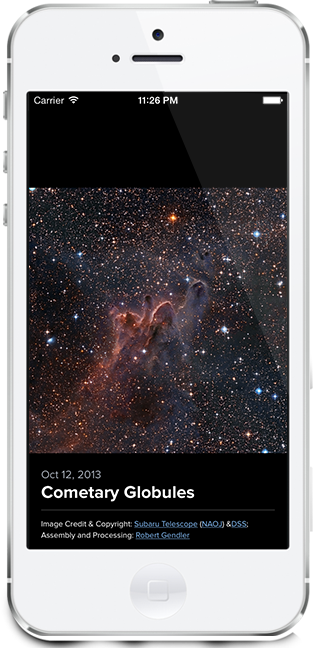 Carrier 11:26 PM
Oct 12, 2013
Cometary Globules
Image Credit & Copyright: Subaru Telescope (NAOJ) &DSS;
Assembly and Processing: Robert Gendler